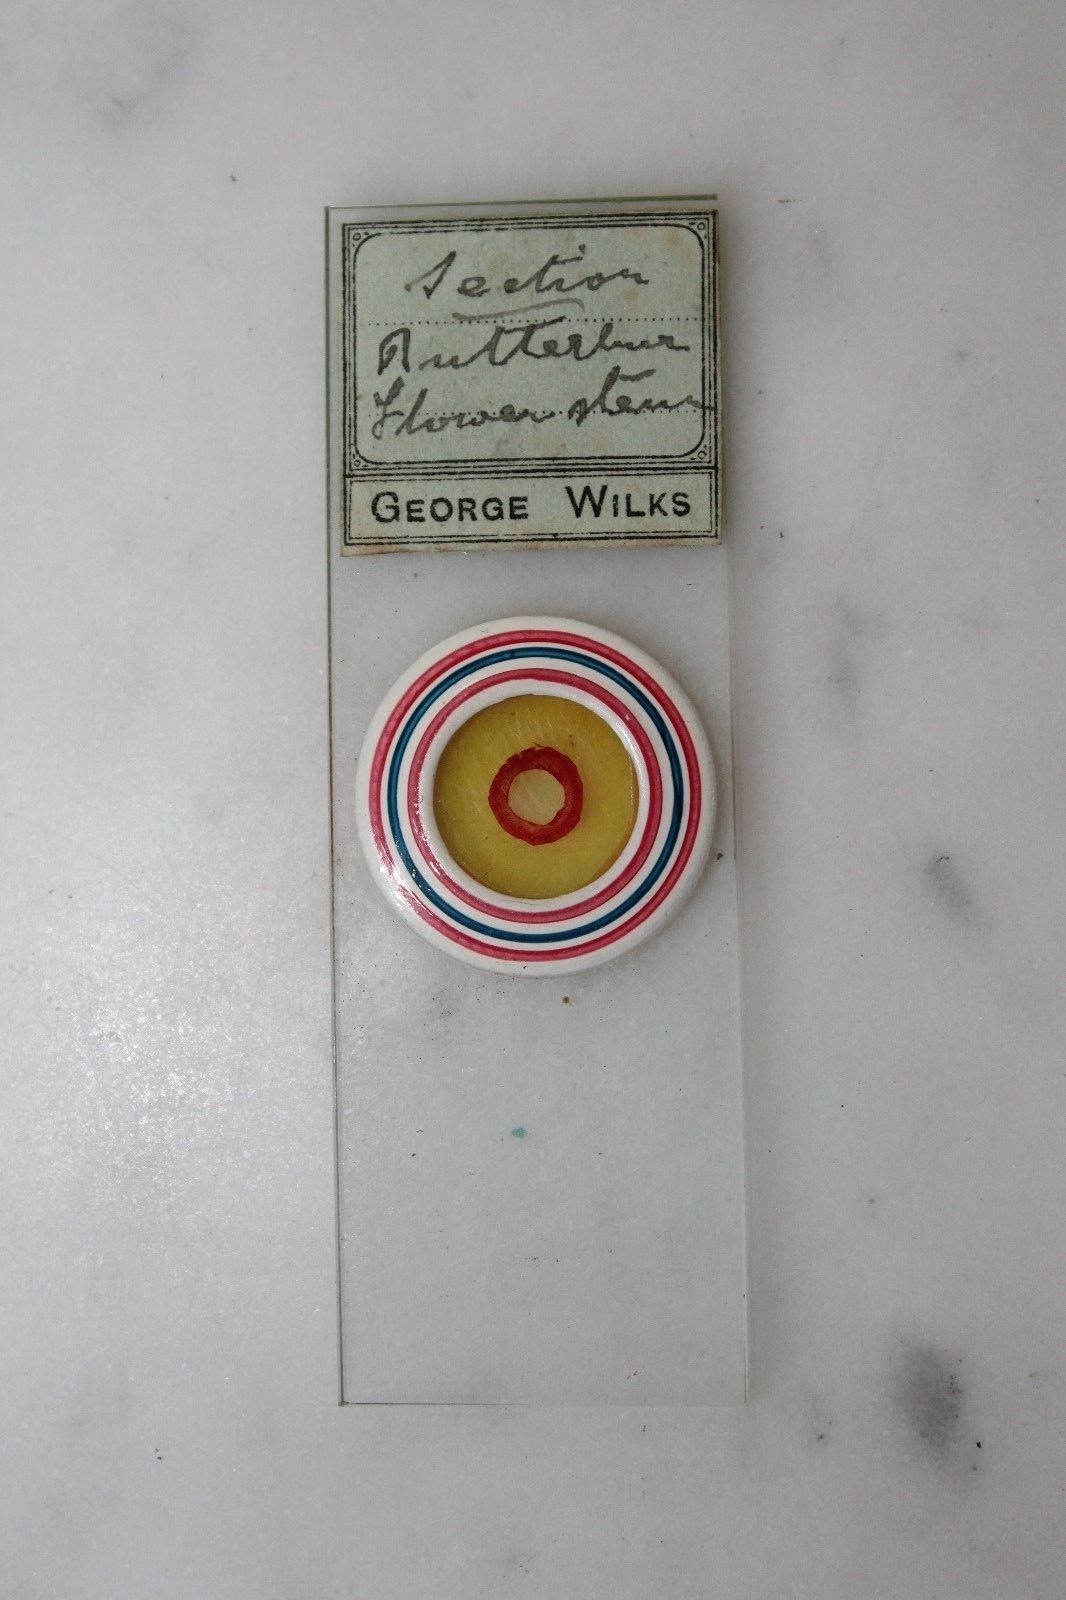 Section
Butterbur
Flower stem
GEORGE WILKS